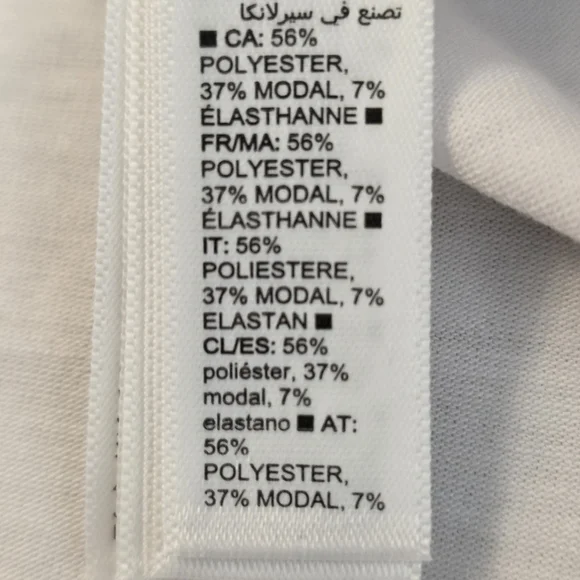 تصنع في سيرلانكا
■ CA: 56%
POLYESTER,
37% MODAL, 7%
ÉLASTHANNE ■
FR/MA: 56%
POLYESTER,
37% MODAL, 7%
ÉLASTHANNE ■
IT: 56%
POLIESTERE,
37% MODAL, 7%
ELASTAN ■
CL/ES: 56%
poliéster, 37%
modal, 7%
elastano ■ AT:
56%
POLYESTER,
37% MODAL, 7%